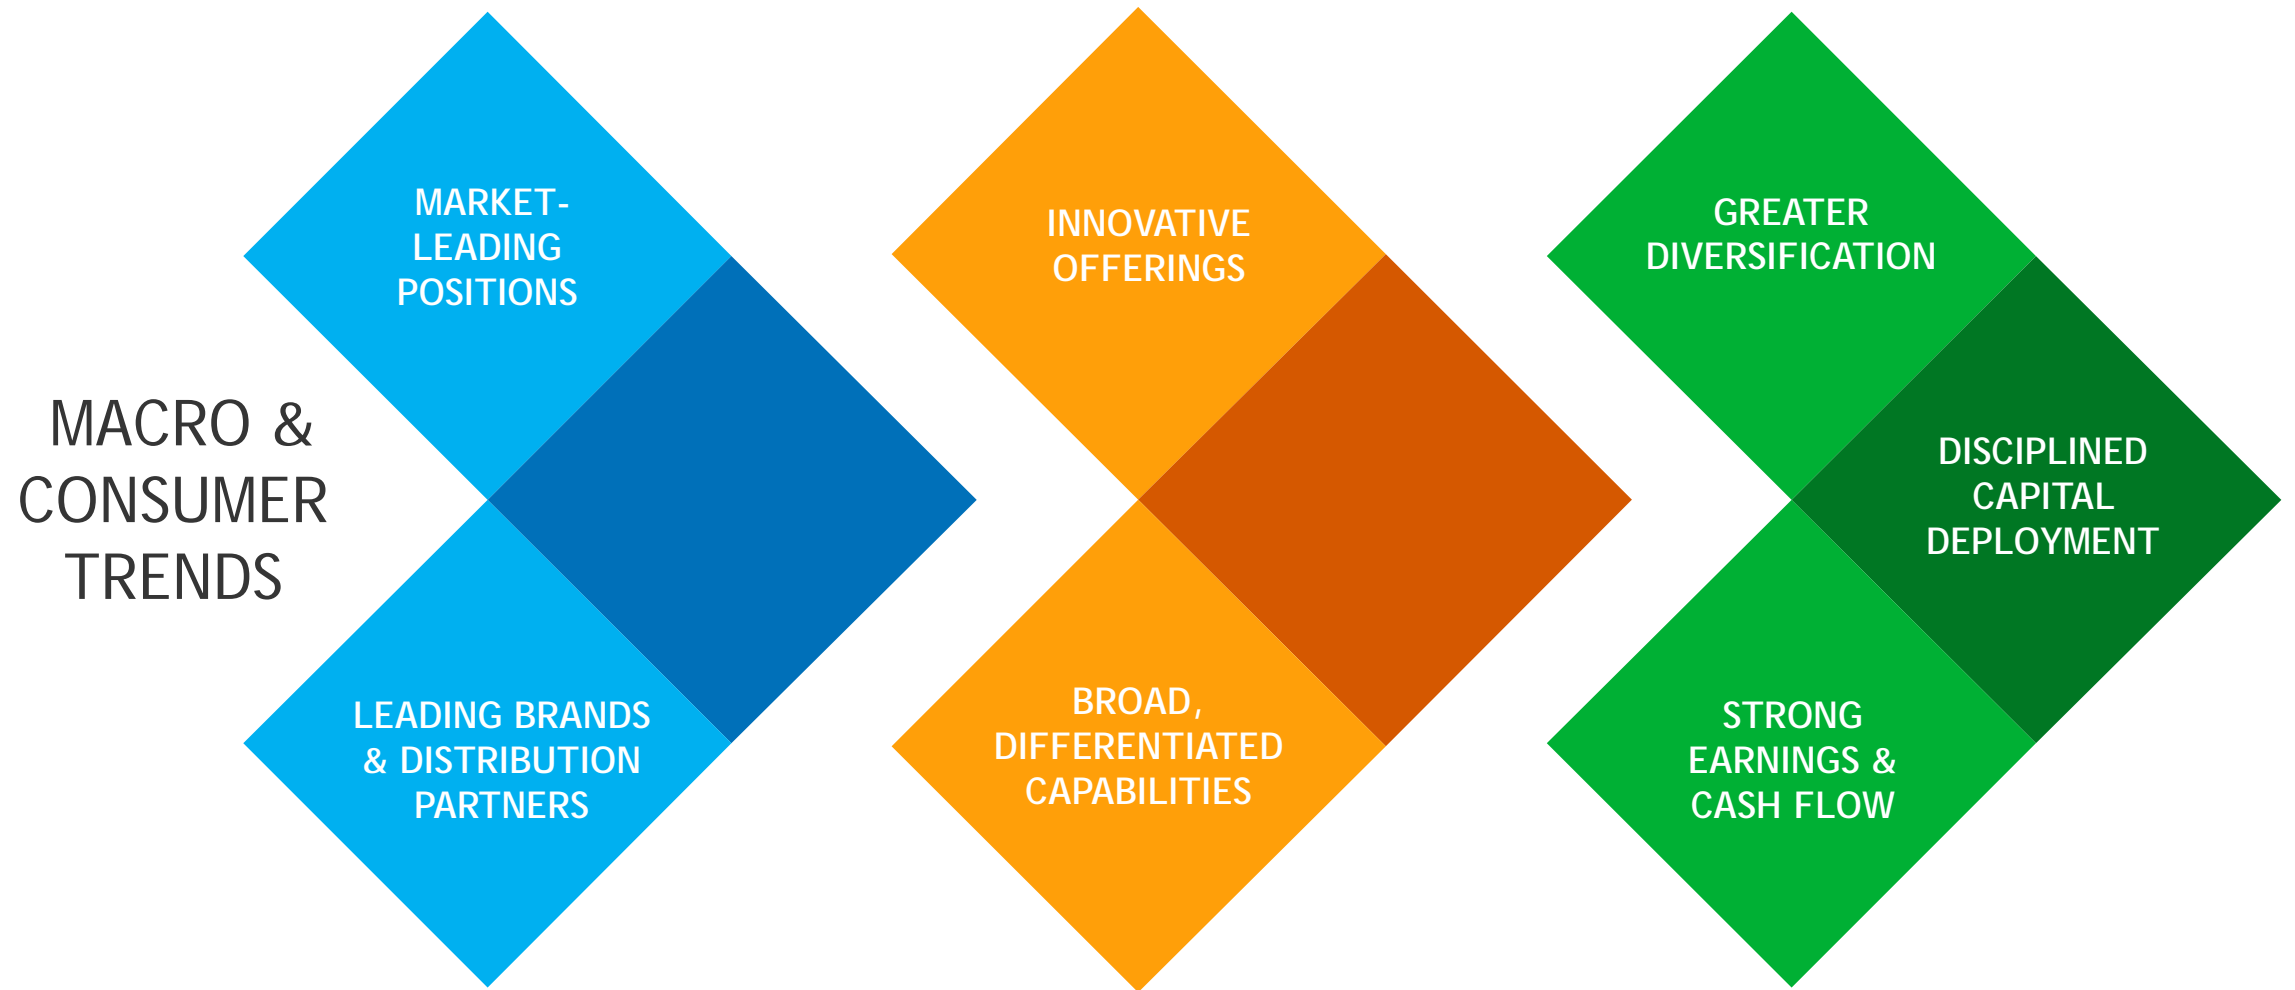 MACRO &
CONSUMER
TRENDS
MARKET-
LEADING
POSITIONS
LEADING BRANDS
& DISTRIBUTION
PARTNERS
INNOVATIVE
OFFERINGS
BROAD,
DIFFERENTIATED
CAPABILITIES
GREATER
DIVERSIFICATION
DISCIPLINED
CAPITAL
DEPLOYMENT
STRONG
EARNINGS &
CASH FLOW